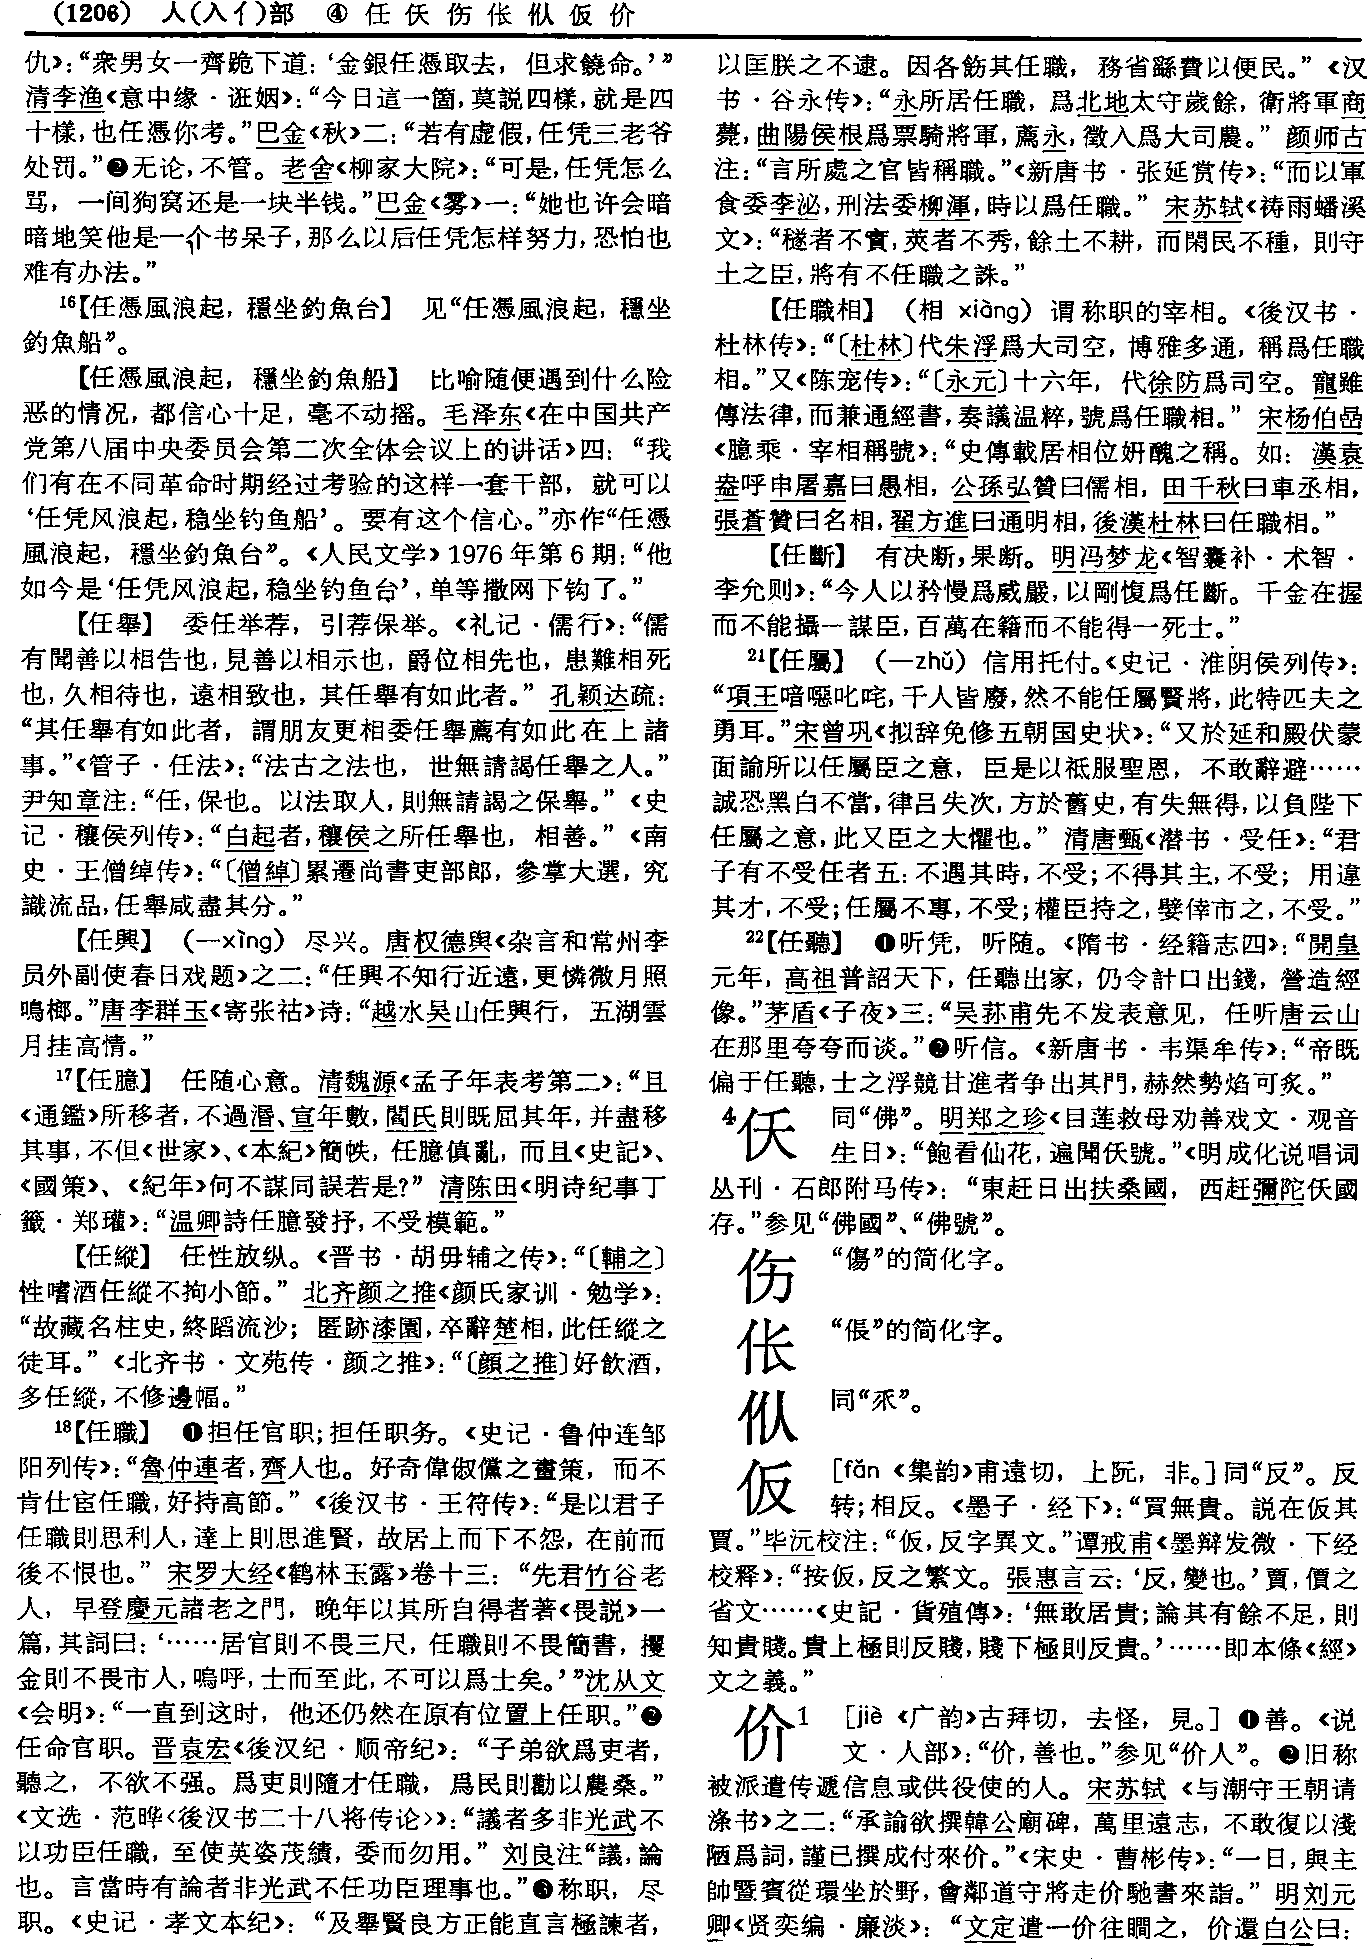 (1206) 人(入亻)部 ④ 任仸伤伥㐺仮价
仇》：“衆男女一齊跪下道：‘金銀任憑取去，但求饒命。’”
清李渔《意中缘·诳姻》：“今日這一箇，莫説四樣，就是四
十樣，也任憑你考。”巴金《秋》二：“若有虚假，任凭三老爷
处罚。”❷无论，不管。老舍《柳家大院》：“可是，任凭怎么
骂，一间狗窝还是一块半钱。”巴金《雾》一：“她也许会暗
暗地笑他是一个书呆子，那么以后任凭怎样努力，恐怕也
难有办法。”
16【任憑風浪起，穩坐釣魚台】 见“任憑風浪起，穩坐
釣魚船”。
【任憑風浪起，穩坐釣魚船】 比喻随便遇到什么险
恶的情况，都信心十足，毫不动摇。毛泽东《在中国共产
党第八届中央委员会第二次全体会议上的讲话》四：“我
们有在不同革命时期经过考验的这样一套干部，就可以
‘任凭风浪起，稳坐钓鱼船’。要有这个信心。”亦作“任憑
風浪起，穩坐釣魚台”。《人民文学》1976年第6期：“他
如今是‘任凭风浪起，稳坐钓鱼台’，单等撒网下钩了。”
【任舉】 委任举荐，引荐保举。《礼记·儒行》：“儒
有聞善以相告也，見善以相示也，爵位相先也，患難相死
也，久相待也，遠相致也，其任舉有如此者。”孔颖达疏：
“其任舉有如此者，謂朋友更相委任舉薦有如此在上諸
事。”《管子·任法》：“法古之法也，世無請謁任舉之人。”
尹知章注：“任，保也。以法取人，則無請謁之保舉。”《史
记·穰侯列传》：“白起者，穰侯之所任舉也，相善。”《南
史·王僧绰传》：“〔僧綽〕累遷尚書吏部郎，參掌大選，究
識流品，任舉咸盡其分。”
【任興】 （—xìng）尽兴。唐权德舆《杂言和常州李
员外副使春日戏题》之二：“任興不知行近遠，更憐微月照
鳴榔。”唐李群玉《寄张祜》诗：“越水吴山任興行，五湖雲
月挂高情。”
17【任臆】 任随心意。清魏源《孟子年表考第二》：“且
《通鑑》所移者，不過湣、宣年數，閻氏則既屈其年，并盡移
其事，不但《世家》、《本紀》簡帙，任臆偩亂，而且《史記》、
《國策》、《紀年》何不謀同誤若是？”清陈田《明诗纪事丁
籤·郑瓘》：“温卿詩任臆發抒，不受模範。”
【任縱】 任性放纵。《晋书·胡毋辅之传》：“〔輔之〕
性嗜酒任縱不拘小節。”北齐颜之推《颜氏家训·勉学》：
“故藏名柱史，終蹈流沙；匿跡漆園，卒辭楚相，此任縱之
徒耳。”《北齐书·文苑传·颜之推》：“〔顔之推〕好飲酒，
多任縱，不修邊幅。”
18【任職】 ❶担任官职；担任职务。《史记·鲁仲连邹
阳列传》：“魯仲連者，齊人也。好奇偉俶儻之畫策，而不
肯仕宦任職，好持高節。”《後汉书·王符传》：“是以君子
任職則思利人，達上則思進賢，故居上而下不怨，在前而
後不恨也。”宋罗大经《鹤林玉露》卷十三：“先君竹谷老
人，早登慶元諸老之門，晚年以其所自得者著《畏説》一
篇，其詞曰：‘……居官則不畏三尺，任職則不畏簡書，攫
金則不畏市人，嗚呼，士而至此，不可以爲士矣。’”沈从文
《会明》：“一直到这时，他还仍然在原有位置上任职。”❷
任命官职。晋袁宏《後汉纪·顺帝纪》：“子弟欲爲吏者，
聽之，不欲不强。爲吏則隨才任職，爲民則勸以農桑。”
《文选·范晔〈後汉书二十八将传论〉》：“議者多非光武不
以功臣任職，至使英姿茂績，委而勿用。”刘良注“議，論
也。言當時有論者非光武不任功臣理事也。”❸称职，尽
职。《史记·孝文本纪》：“及舉賢良方正能直言極諫者，
以匡朕之不逮。因各飭其任職，務省繇費以便民。”《汉
书·谷永传》：“永所居任職，爲北地太守歲餘，衛將軍商
薨，曲陽侯根爲票騎將軍，薦永，徵入爲大司農。”颜师古
注：“言所處之官皆稱職。”《新唐书·张延赏传》：“而以軍
食委李泌，刑法委柳渾，時以爲任職。”宋苏轼《祷雨蟠溪
文》：“穟者不實，莢者不秀，餘土不耕，而閑民不種，則守
土之臣，將有不任職之誅。”
【任職相】 （相 xiàng）谓称职的宰相。《後汉书·
杜林传》：“〔杜林〕代朱浮爲大司空，博雅多通，稱爲任職
相。”又《陈宠传》：“〔永元〕十六年，代徐防爲司空。寵雖
傳法律，而兼通經書，奏議温粹，號爲任職相。”宋杨伯嵒
《臆乘·宰相稱號》：“史傳載居相位妍醜之稱。如：漢袁
盎呼申屠嘉曰愚相，公孫弘贊曰儒相，田千秋曰車丞相，
張蒼贊曰名相，翟方進曰通明相，後漢杜林曰任職相。”
【任斷】 有决断，果断。明冯梦龙《智囊补·术智·
李允则》：“今人以矜慢爲威嚴，以剛愎爲任斷。千金在握
而不能攝一謀臣，百萬在籍而不能得一死士。”
21【任屬】 （—zhǔ）信用托付。《史记·淮阴侯列传》：
“項王喑噁叱咤，千人皆廢，然不能任屬賢將，此特匹夫之
勇耳。”宋曾巩《拟辞免修五朝国史状》：“又於延和殿伏蒙
面諭所以任屬臣之意，臣是以祇服聖恩，不敢辭避……
誠恐黑白不當，律吕失次，方於舊史，有失無得，以負陛下
任屬之意，此又臣之大懼也。”清唐甄《潜书·受任》：“君
子有不受任者五：不遇其時，不受；不得其主，不受；用違
其才，不受；任屬不專，不受；權臣持之，嬖倖市之，不受。”
22【任聽】 ❶听凭，听随。《隋书·经籍志四》：“開皇
元年，高祖普詔天下，任聽出家，仍令計口出錢，營造經
像。”茅盾《子夜》三：“吴荪甫先不发表意见，任听唐云山
在那里夸夸而谈。”❷听信。《新唐书·韦渠牟传》：“帝既
偏于任聽，士之浮競甘進者争出其門，赫然勢焰可炙。”
4仸 同“佛”。明郑之珍《目莲救母劝善戏文·观音
生日》：“飽看仙花，遍聞仸號。”《明成化说唱词
丛刊·石郎附马传》：“東赶日出扶桑國，西赶彌陀仸國
存。”参见“佛國”、“佛號”。
伤 “傷”的简化字。
伥 “倀”的简化字。
㐺 同“乑”。
仮 [fǎn 《集韵》甫遠切，上阮，非。]同“反”。反
转；相反。《墨子·经下》：“買無貴。説在仮其
賈。”毕沅校注：“仮，反字異文。”谭戒甫《墨辩发微·下经
校释》：“按仮，反之繁文。張惠言云：‘反，變也。’賈，價之
省文……《史記·貨殖傳》：‘無敢居貴；論其有餘不足，則
知貴賤。貴上極則反賤，賤下極則反貴。’……即本條《經》
文之義。”
价1 [jiè 《广韵》古拜切，去怪，見。] ❶善。《说
文·人部》：“价，善也。”参见“价人”。❷旧称
被派遣传遞信息或供役使的人。宋苏轼《与潮守王朝请
涤书》之二：“承諭欲撰韓公廟碑，萬里遠志，不敢復以淺
陋爲詞，謹已撰成付來价。”《宋史·曹彬传》：“一日，與主
帥暨賓從環坐於野，會鄰道守將走价馳書來詣。”明刘元
卿《贤奕编·廉淡》：“文定遣一价往瞷之，价還白公曰：